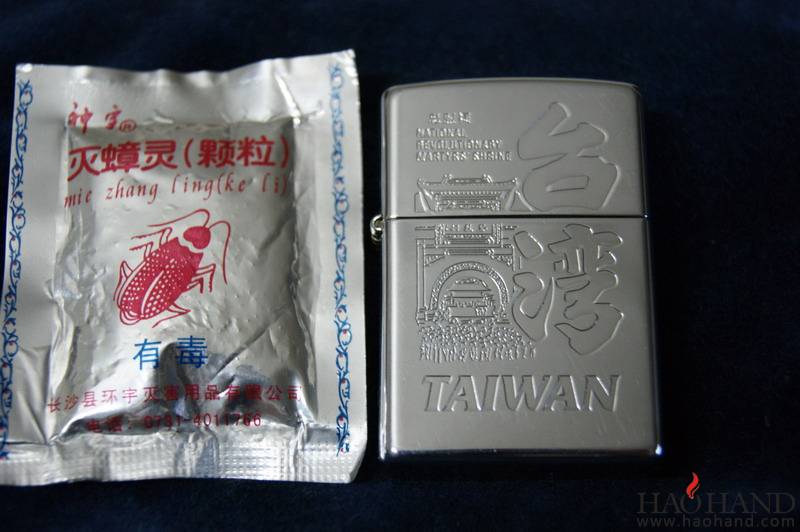 神宇®
灭蟑灵(颗粒)
mie zhang ling(ke li)
有毒
长沙县环宇灭害用品有限公司
电话:0731-4011766
NATIONAL
REVOLUTIONARY
MARTYRS SHRINE
台
湾
TAIWAN
HAOHAND
www.haohand.com